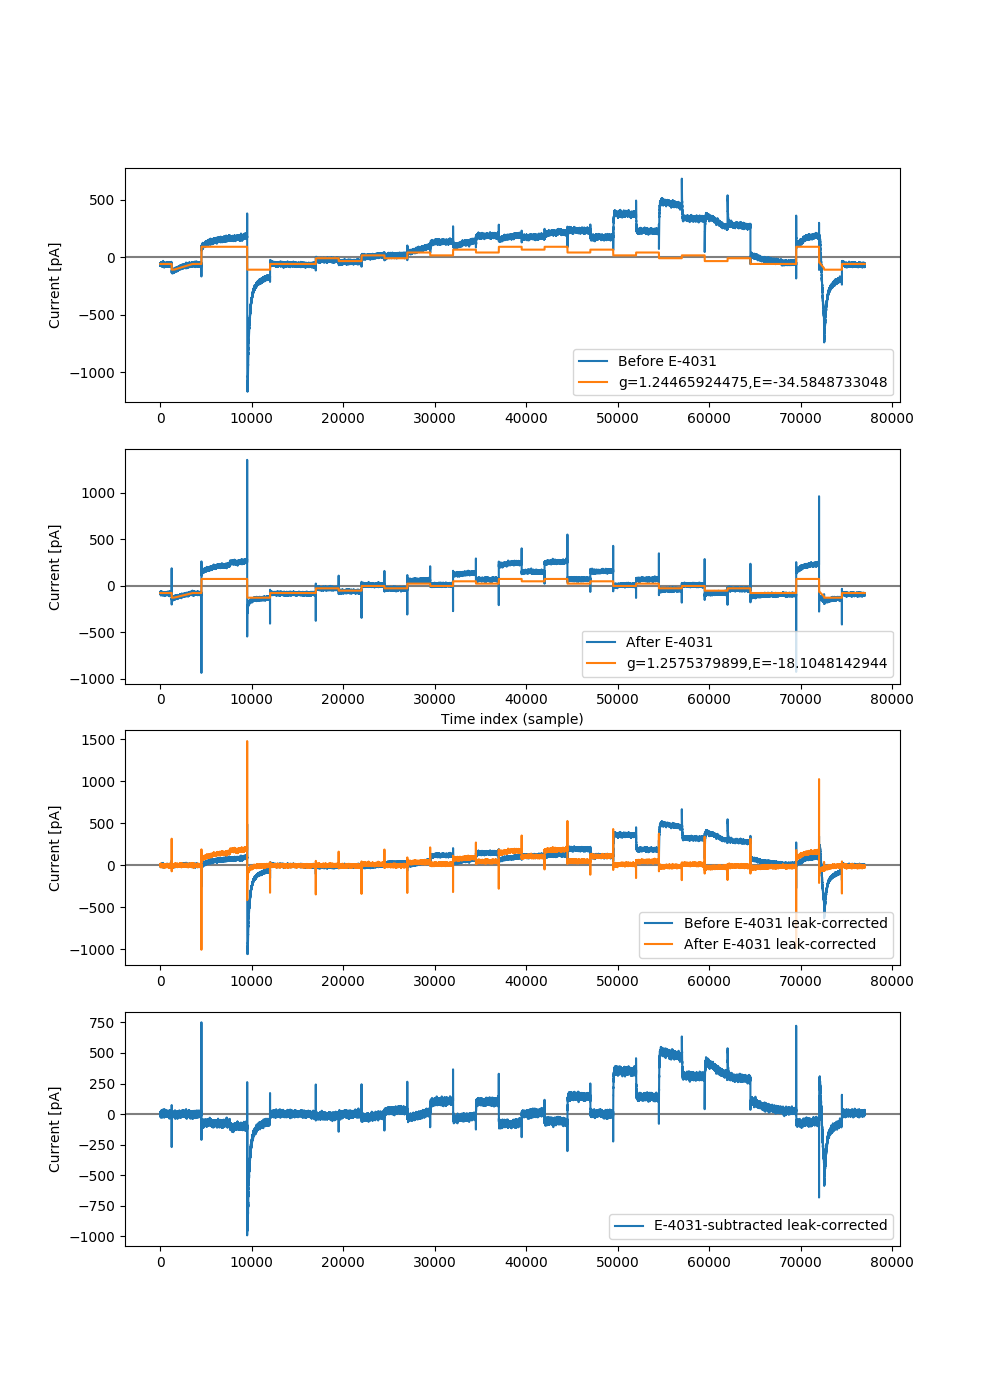 500
0
−500
−1000
Current [pA]
Before E-4031
g=1.24465924475,E=-34.5848733048
0 10000 20000 30000 40000 50000 60000 70000 80000
1000
500
0
−500
−1000
Current [pA]
After E-4031
g=1.2575379899,E=-18.1048142944
0 10000 20000 30000 40000 50000 60000 70000 80000
Time index (sample)
1500
1000
500
0
−500
−1000
Current [pA]
Before E-4031 leak-corrected
After E-4031 leak-corrected
0 10000 20000 30000 40000 50000 60000 70000 80000
750
500
250
0
−250
−500
−750
−1000
Current [pA]
E-4031-subtracted leak-corrected
0 10000 20000 30000 40000 50000 60000 70000 80000